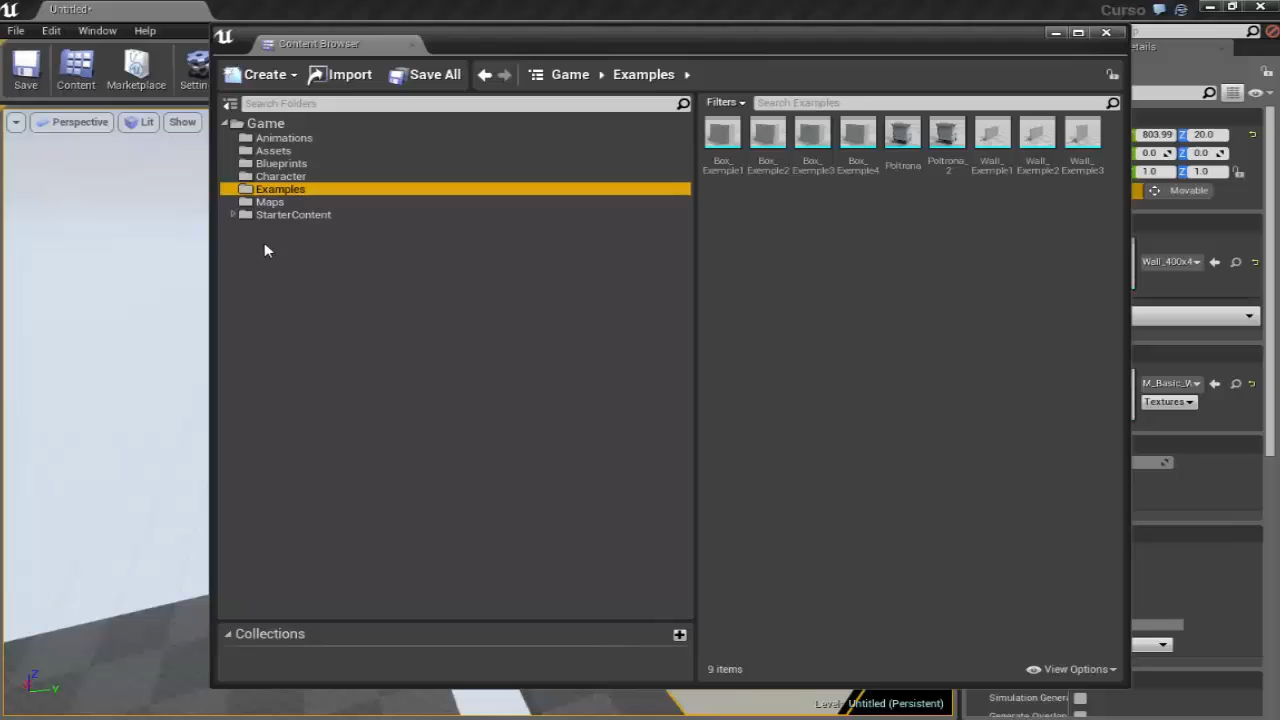 Untitled*
Curso
File Edit Window Help
Save Content Marketplace
Perspective Lit Show
Content Browser
Create Import Save All Game Examples
Search Folders
Game
Animations
Assets
Blueprints
Character
Examples
Maps
StarterContent
Filters Search Examples
Box_Exemple1
Box_Exemple2
Box_Exemple3
Box_Exemple4
Poltrona
Poltrona_2
Wall_Exemple1
Wall_Exemple2
Wall_Exemple3
Collections
9 items
View Options
803.99 Z 20.0
0.0 Z 0.0
1.0 Z 1.0
Movable
Wall_400x4
M_Basic_W
Textures
Simulation Genera
Z
Y
Untitled (Persistent)